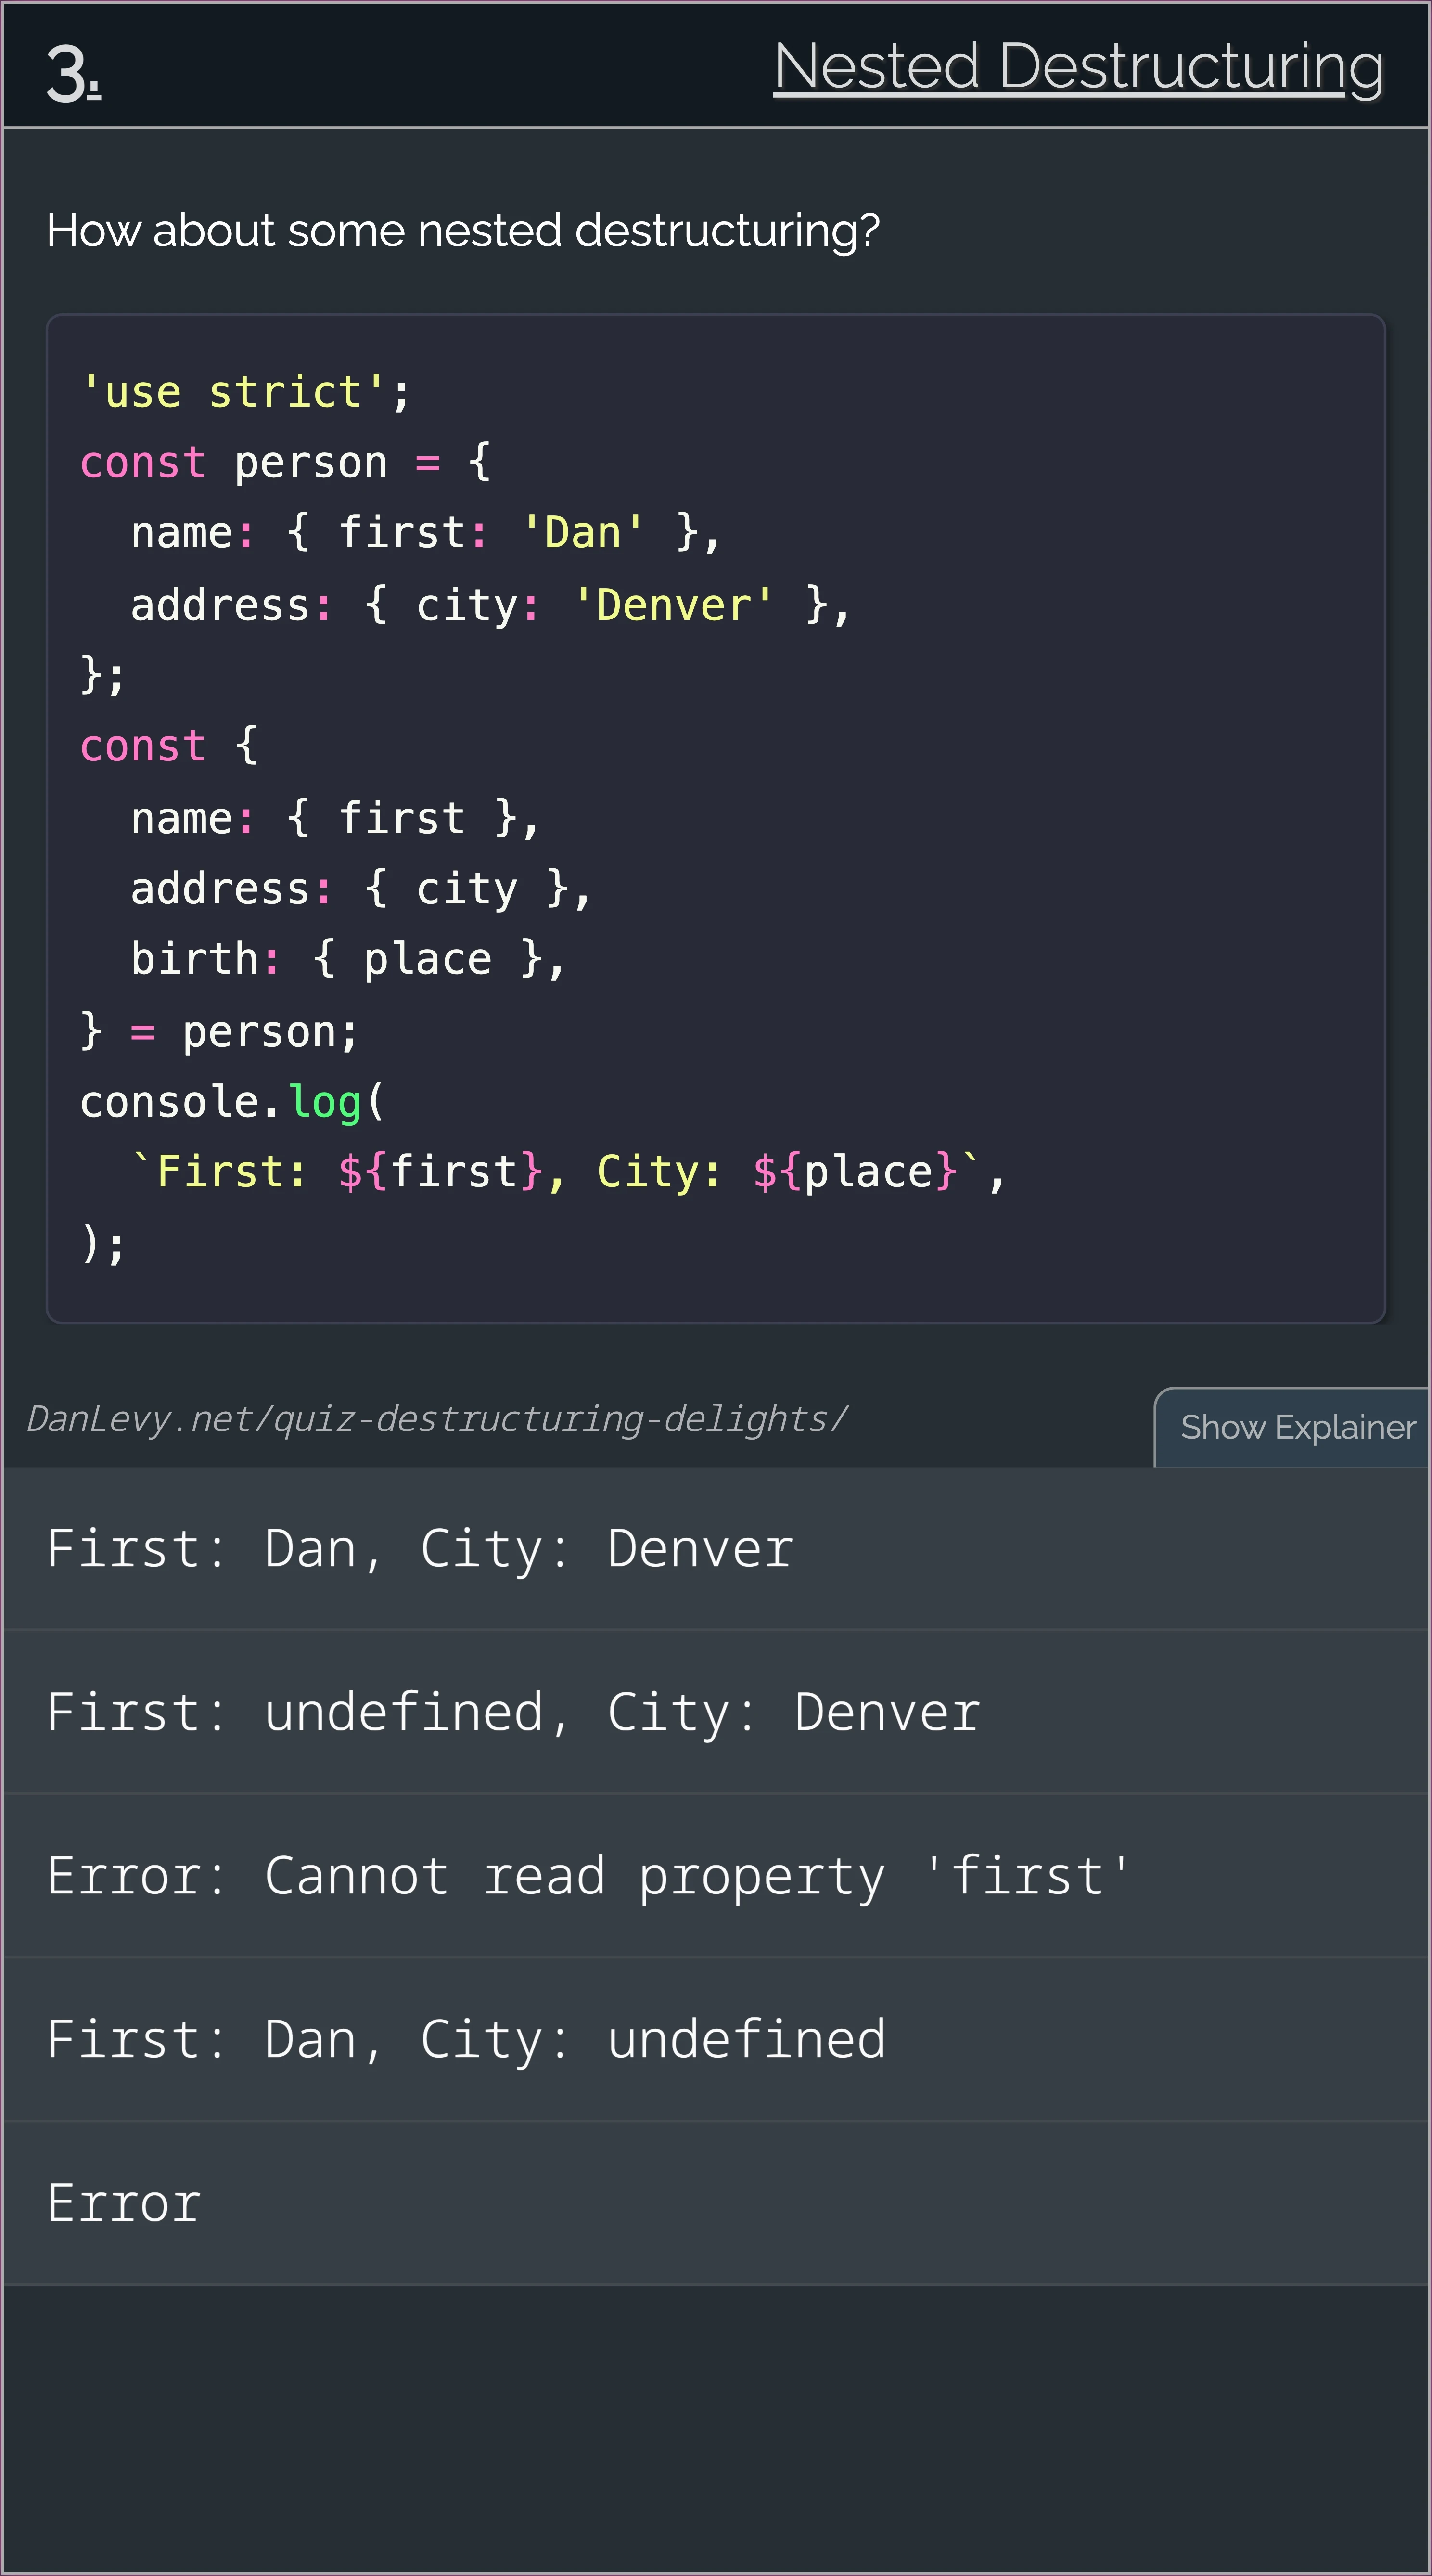 3.
Nested Destructuring
How about some nested destructuring?
'use strict';
const person = {
  name: { first: 'Dan' },
  address: { city: 'Denver' },
};
const {
  name: { first },
  address: { city },
  birth: { place },
} = person;
console.log(
  `First: ${first}, City: ${place}`,
);
DanLevy.net/quiz-destructuring-delights/
Show Explainer
First: Dan, City: Denver
First: undefined, City: Denver
Error: Cannot read property 'first'
First: Dan, City: undefined
Error